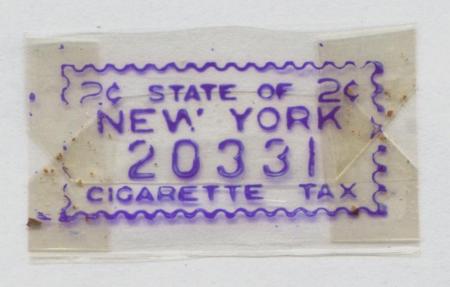 2¢ STATE OF 2¢
NEW YORK
20331
CIGARETTE TAX